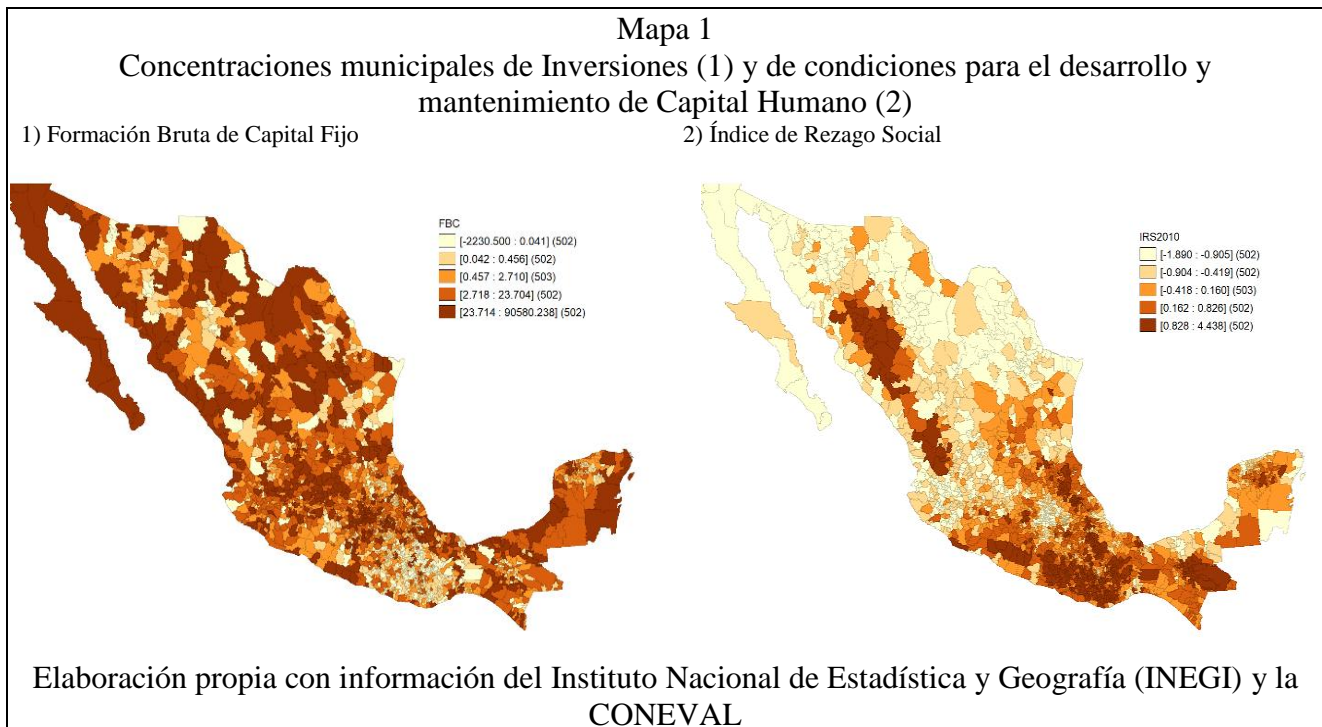 Mapa 1
Concentraciones municipales de Inversiones (1) y de condiciones para el desarrollo y
mantenimiento de Capital Humano (2)
1) Formación Bruta de Capital Fijo
2) Índice de Rezago Social
FBC
[-2230.500 : 0.041] (502)
[0.042 : 0.456] (502)
[0.457 : 2.710] (503)
[2.718 : 23.704] (502)
[23.714 : 90580.238] (502)
IRS2010
[-1.890 : -0.905] (502)
[-0.904 : -0.419] (502)
[-0.418 : 0.160] (503)
[0.162 : 0.826] (502)
[0.828 : 4.438] (502)
Elaboración propia con información del Instituto Nacional de Estadística y Geografía (INEGI) y la
CONEVAL